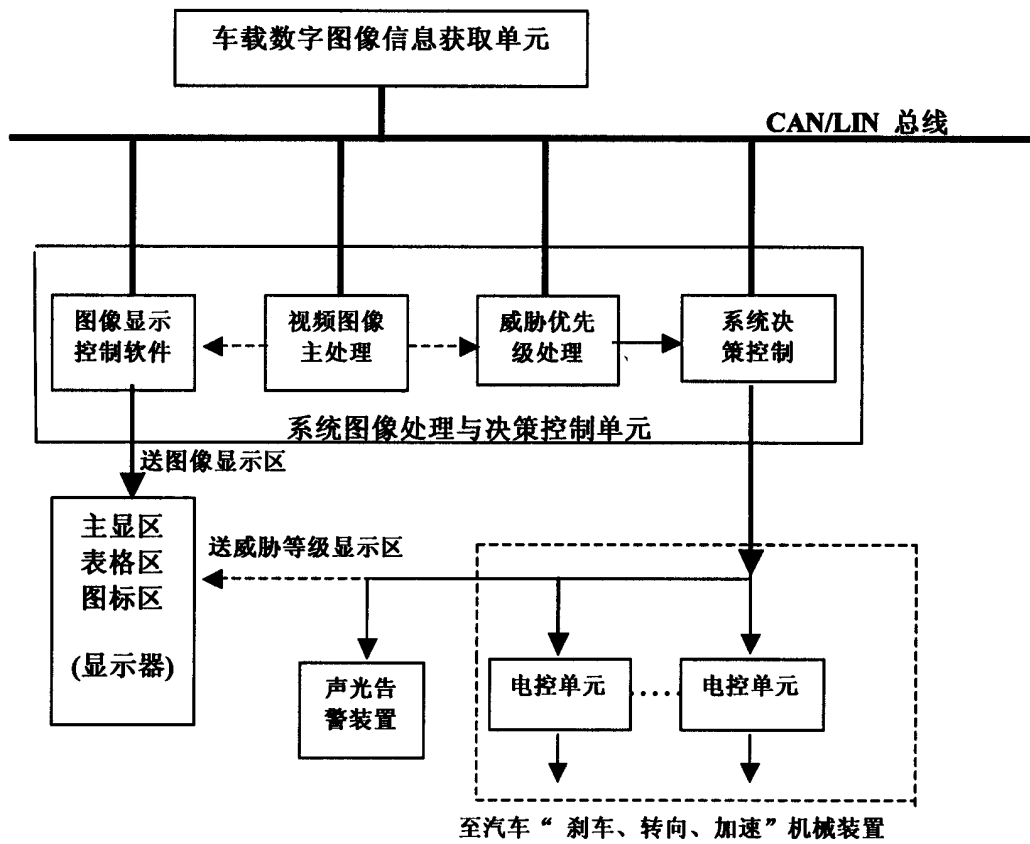 车载数字图像信息获取单元
CAN/LIN 总线
图像显示
控制软件
视频图像
主处理
威胁优先
级处理
系统决
策控制
系统图像处理与决策控制单元
送图像显示区
主显区
表格区
图标区
(显示器)
送威胁等级显示区
声光告
警装置
电控单元
.....
电控单元
至汽车“ 刹车、转向、加速”机械装置